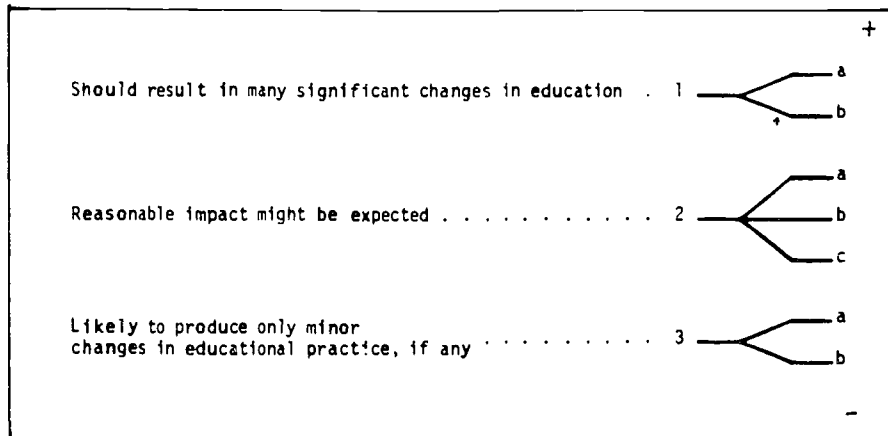 +
a
Should result in many significant changes in education . 1
b
a
Reasonable impact might be expected . . . . . . . . . . . 2 b
c
a
Likely to produce only minor
changes in educational practice, if any . . . . . . . . . 3
b
-